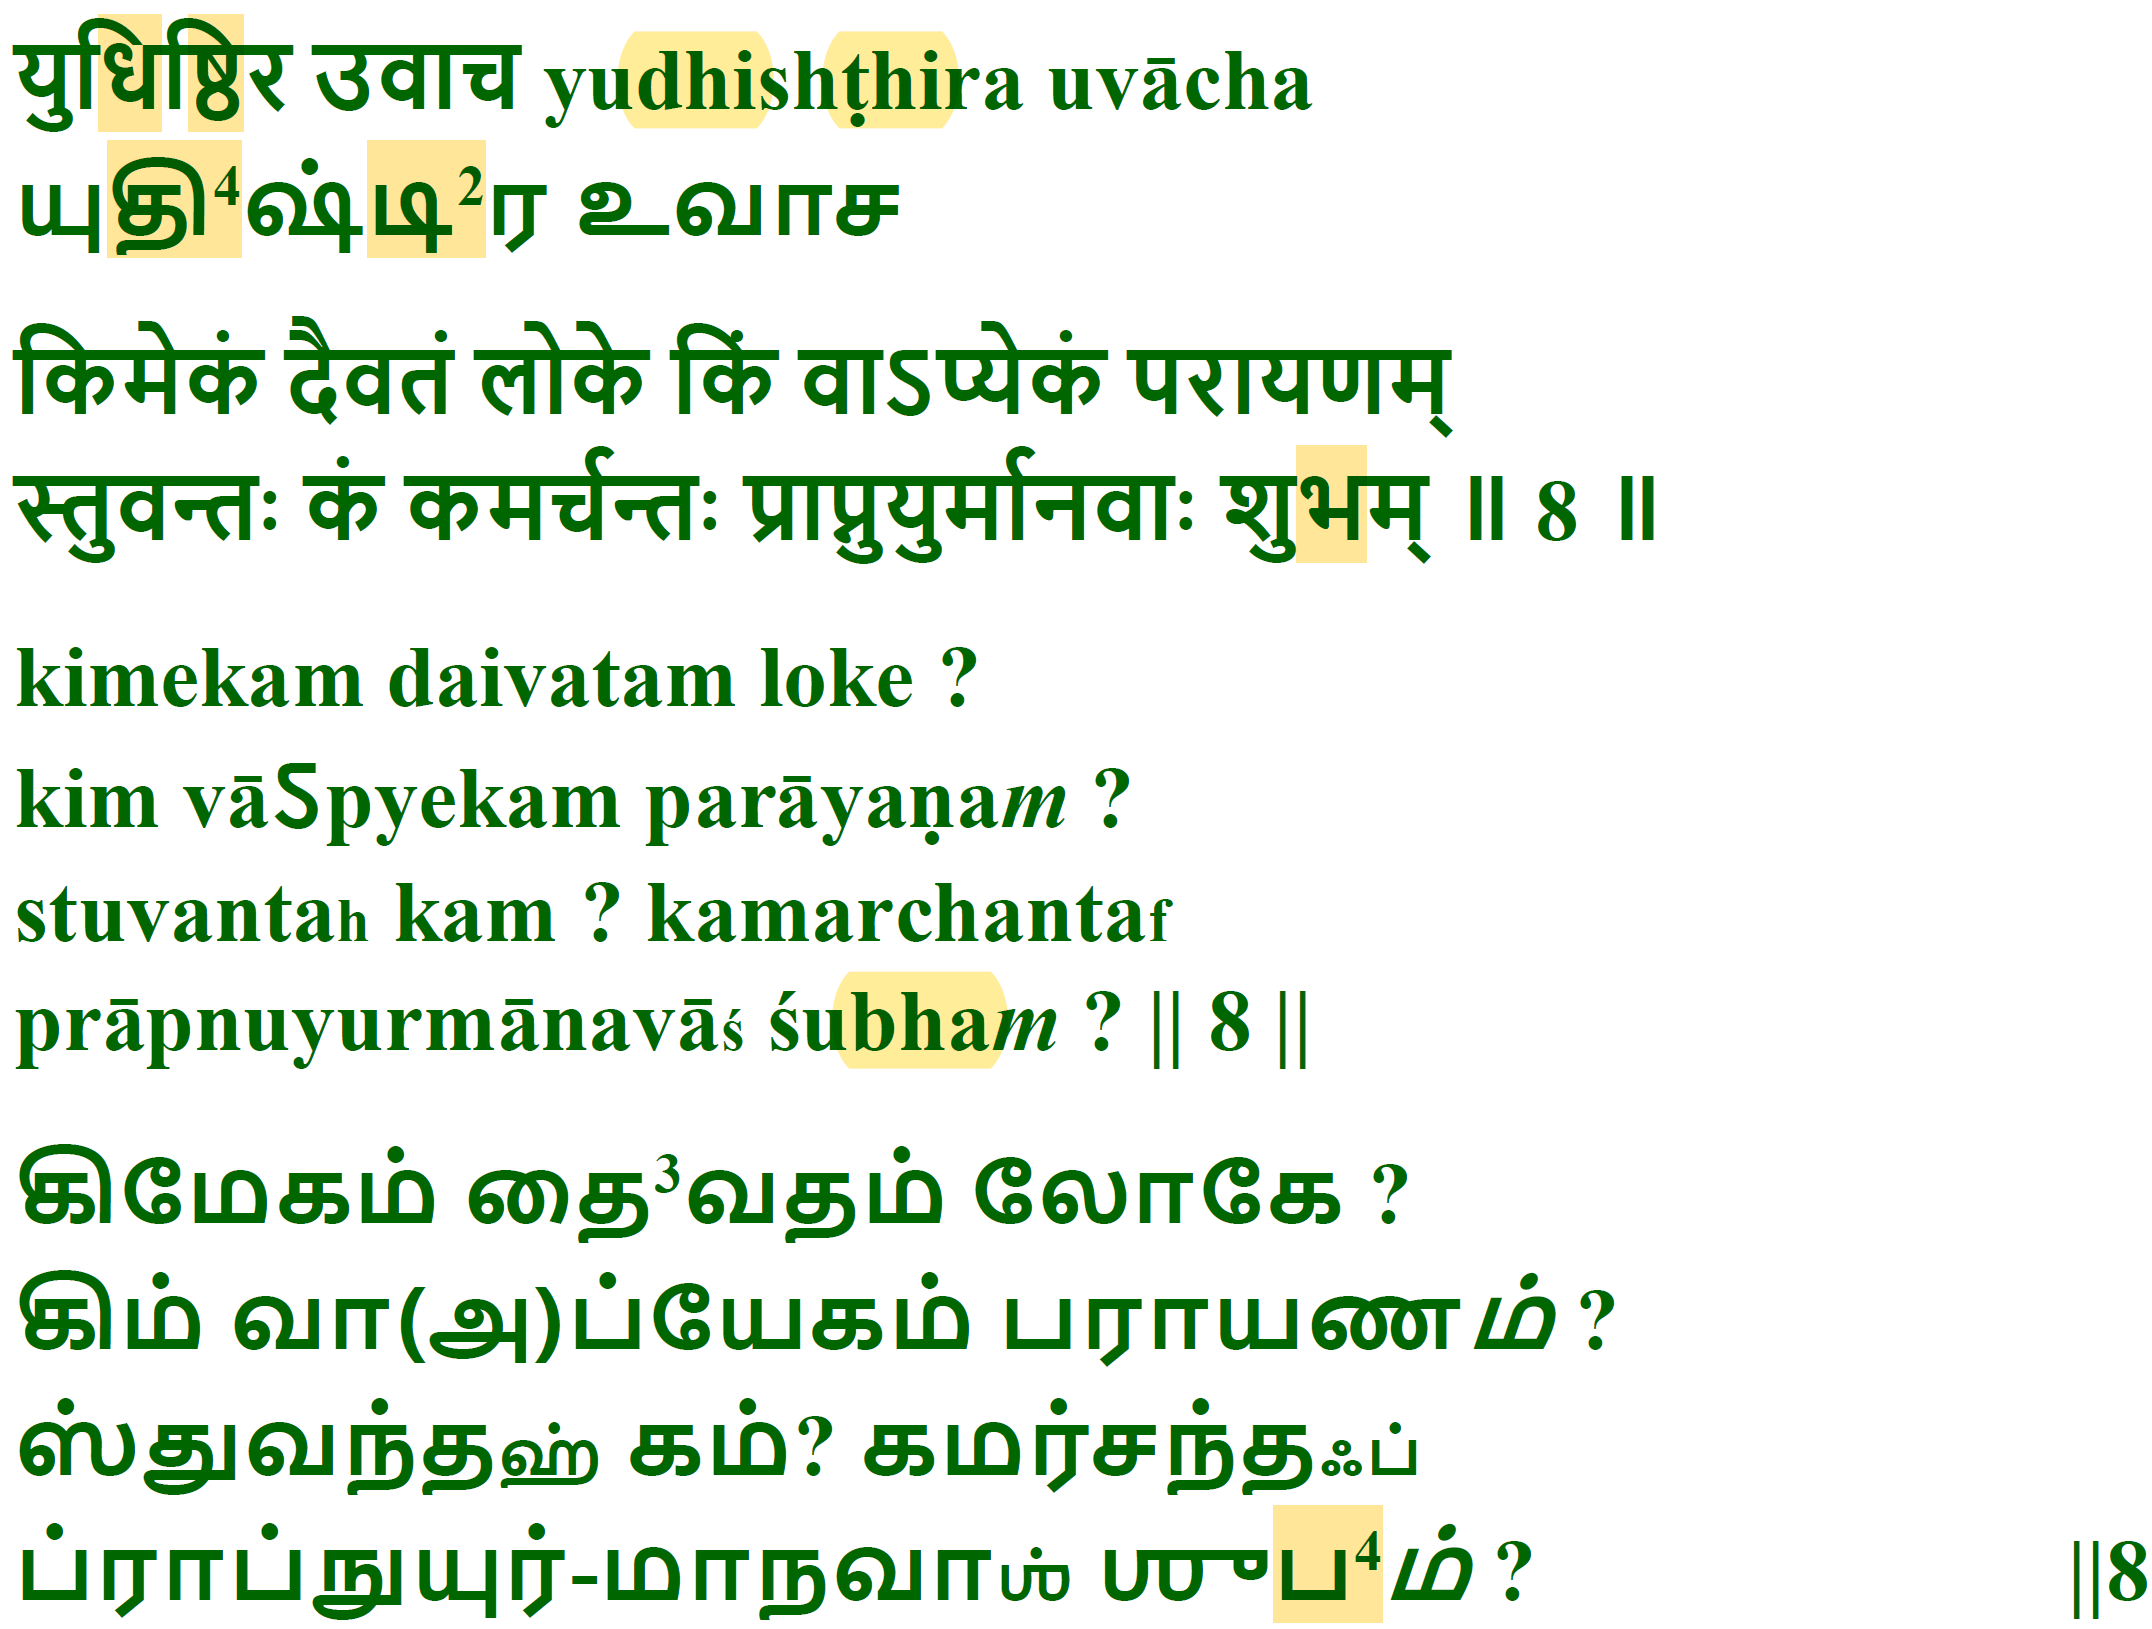 युधिष्ठिर उवाच yudhishṭhira uvācha
யுதி⁴ஷ்டி²ர உவாச
किमेकं दैवतं लोके किं वाऽप्येकं परायणम्
स्तुवन्तः कं कमर्चन्तः प्राप्नुयुर्मानवाः शुभम् ॥ 8 ॥
kimekam daivatam loke ?
kim vāऽpyekam parāyaṇam ?
stuvantah kam ? kamarchantaf
prāpnuyurmānavāś śubham ? || 8 ||
கிமேகம் தை³வதம் லோகே ?
கிம் வா(அ)ப்யேகம் பராயணம் ?
ஸ்துவந்தஹ் கம்? கமர்சந்தஃப்
ப்ராப்நுயுர்-மாநவாஶ் ஶுப⁴ம் ? ||8